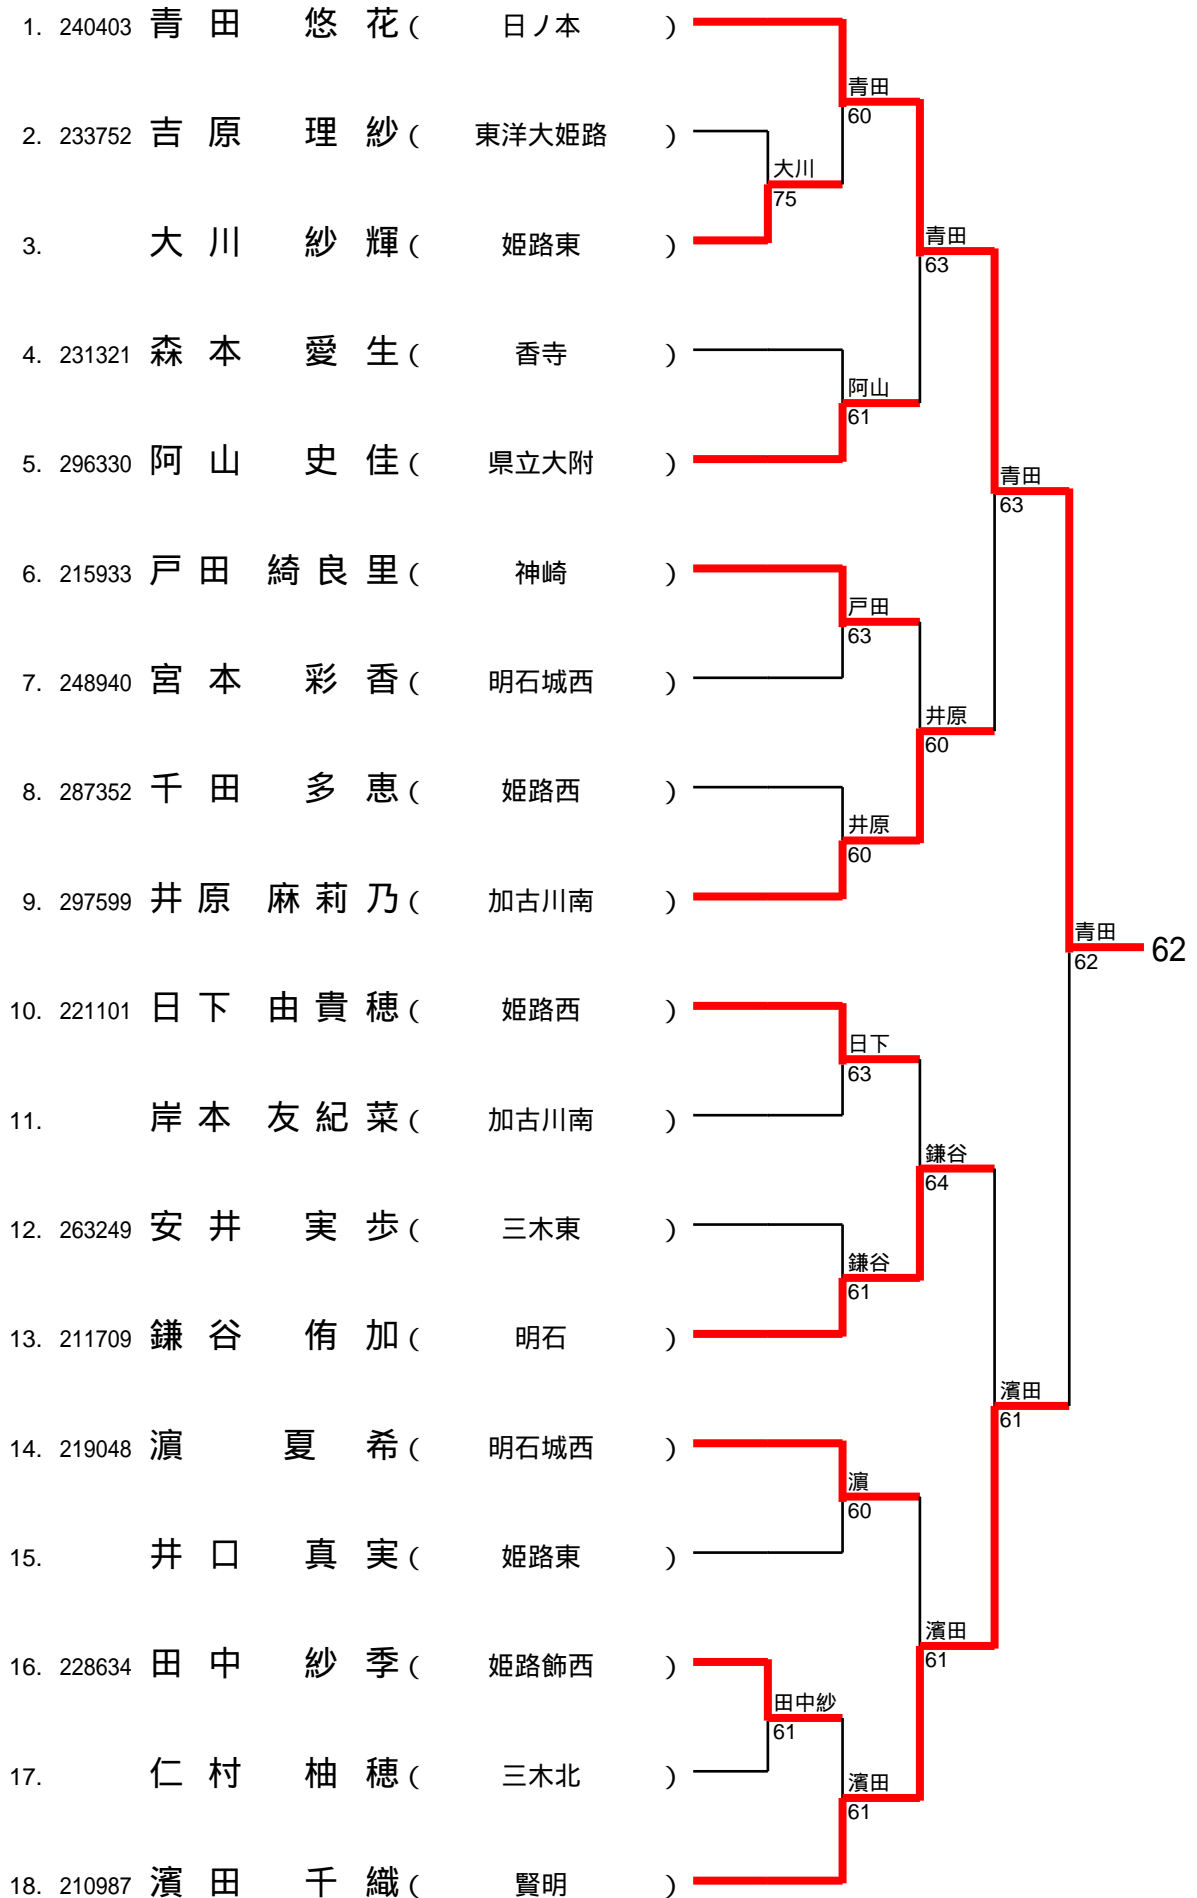 1. 240403 青田 悠花 ( 日ノ本 )
青田
60
2. 233752 吉原 理紗 ( 東洋大姫路 )
大川
75
3. 大川 紗輝 ( 姫路東 )
青田
63
4. 231321 森本 愛生 ( 香寺 )
阿山
61
5. 296330 阿山 史佳 ( 県立大附 )
青田
63
6. 215933 戸田 綺良里 ( 神崎 )
戸田
63
7. 248940 宮本 彩香 ( 明石城西 )
井原
60
8. 287352 千田 多恵 ( 姫路西 )
井原
60
9. 297599 井原 麻莉乃 ( 加古川南 )
青田
62
62
10. 221101 日下 由貴穂 ( 姫路西 )
日下
63
11. 岸本 友紀菜 ( 加古川南 )
鎌谷
64
12. 263249 安井 実歩 ( 三木東 )
鎌谷
61
13. 211709 鎌谷 侑加 ( 明石 )
濱田
61
14. 219048 濵 夏希 ( 明石城西 )
濵
60
15. 井口 真実 ( 姫路東 )
濱田
61
16. 228634 田中 紗季 ( 姫路飾西 )
田中紗
61
17. 仁村 柚穂 ( 三木北 )
濱田
61
18. 210987 濱田 千織 ( 賢明 )